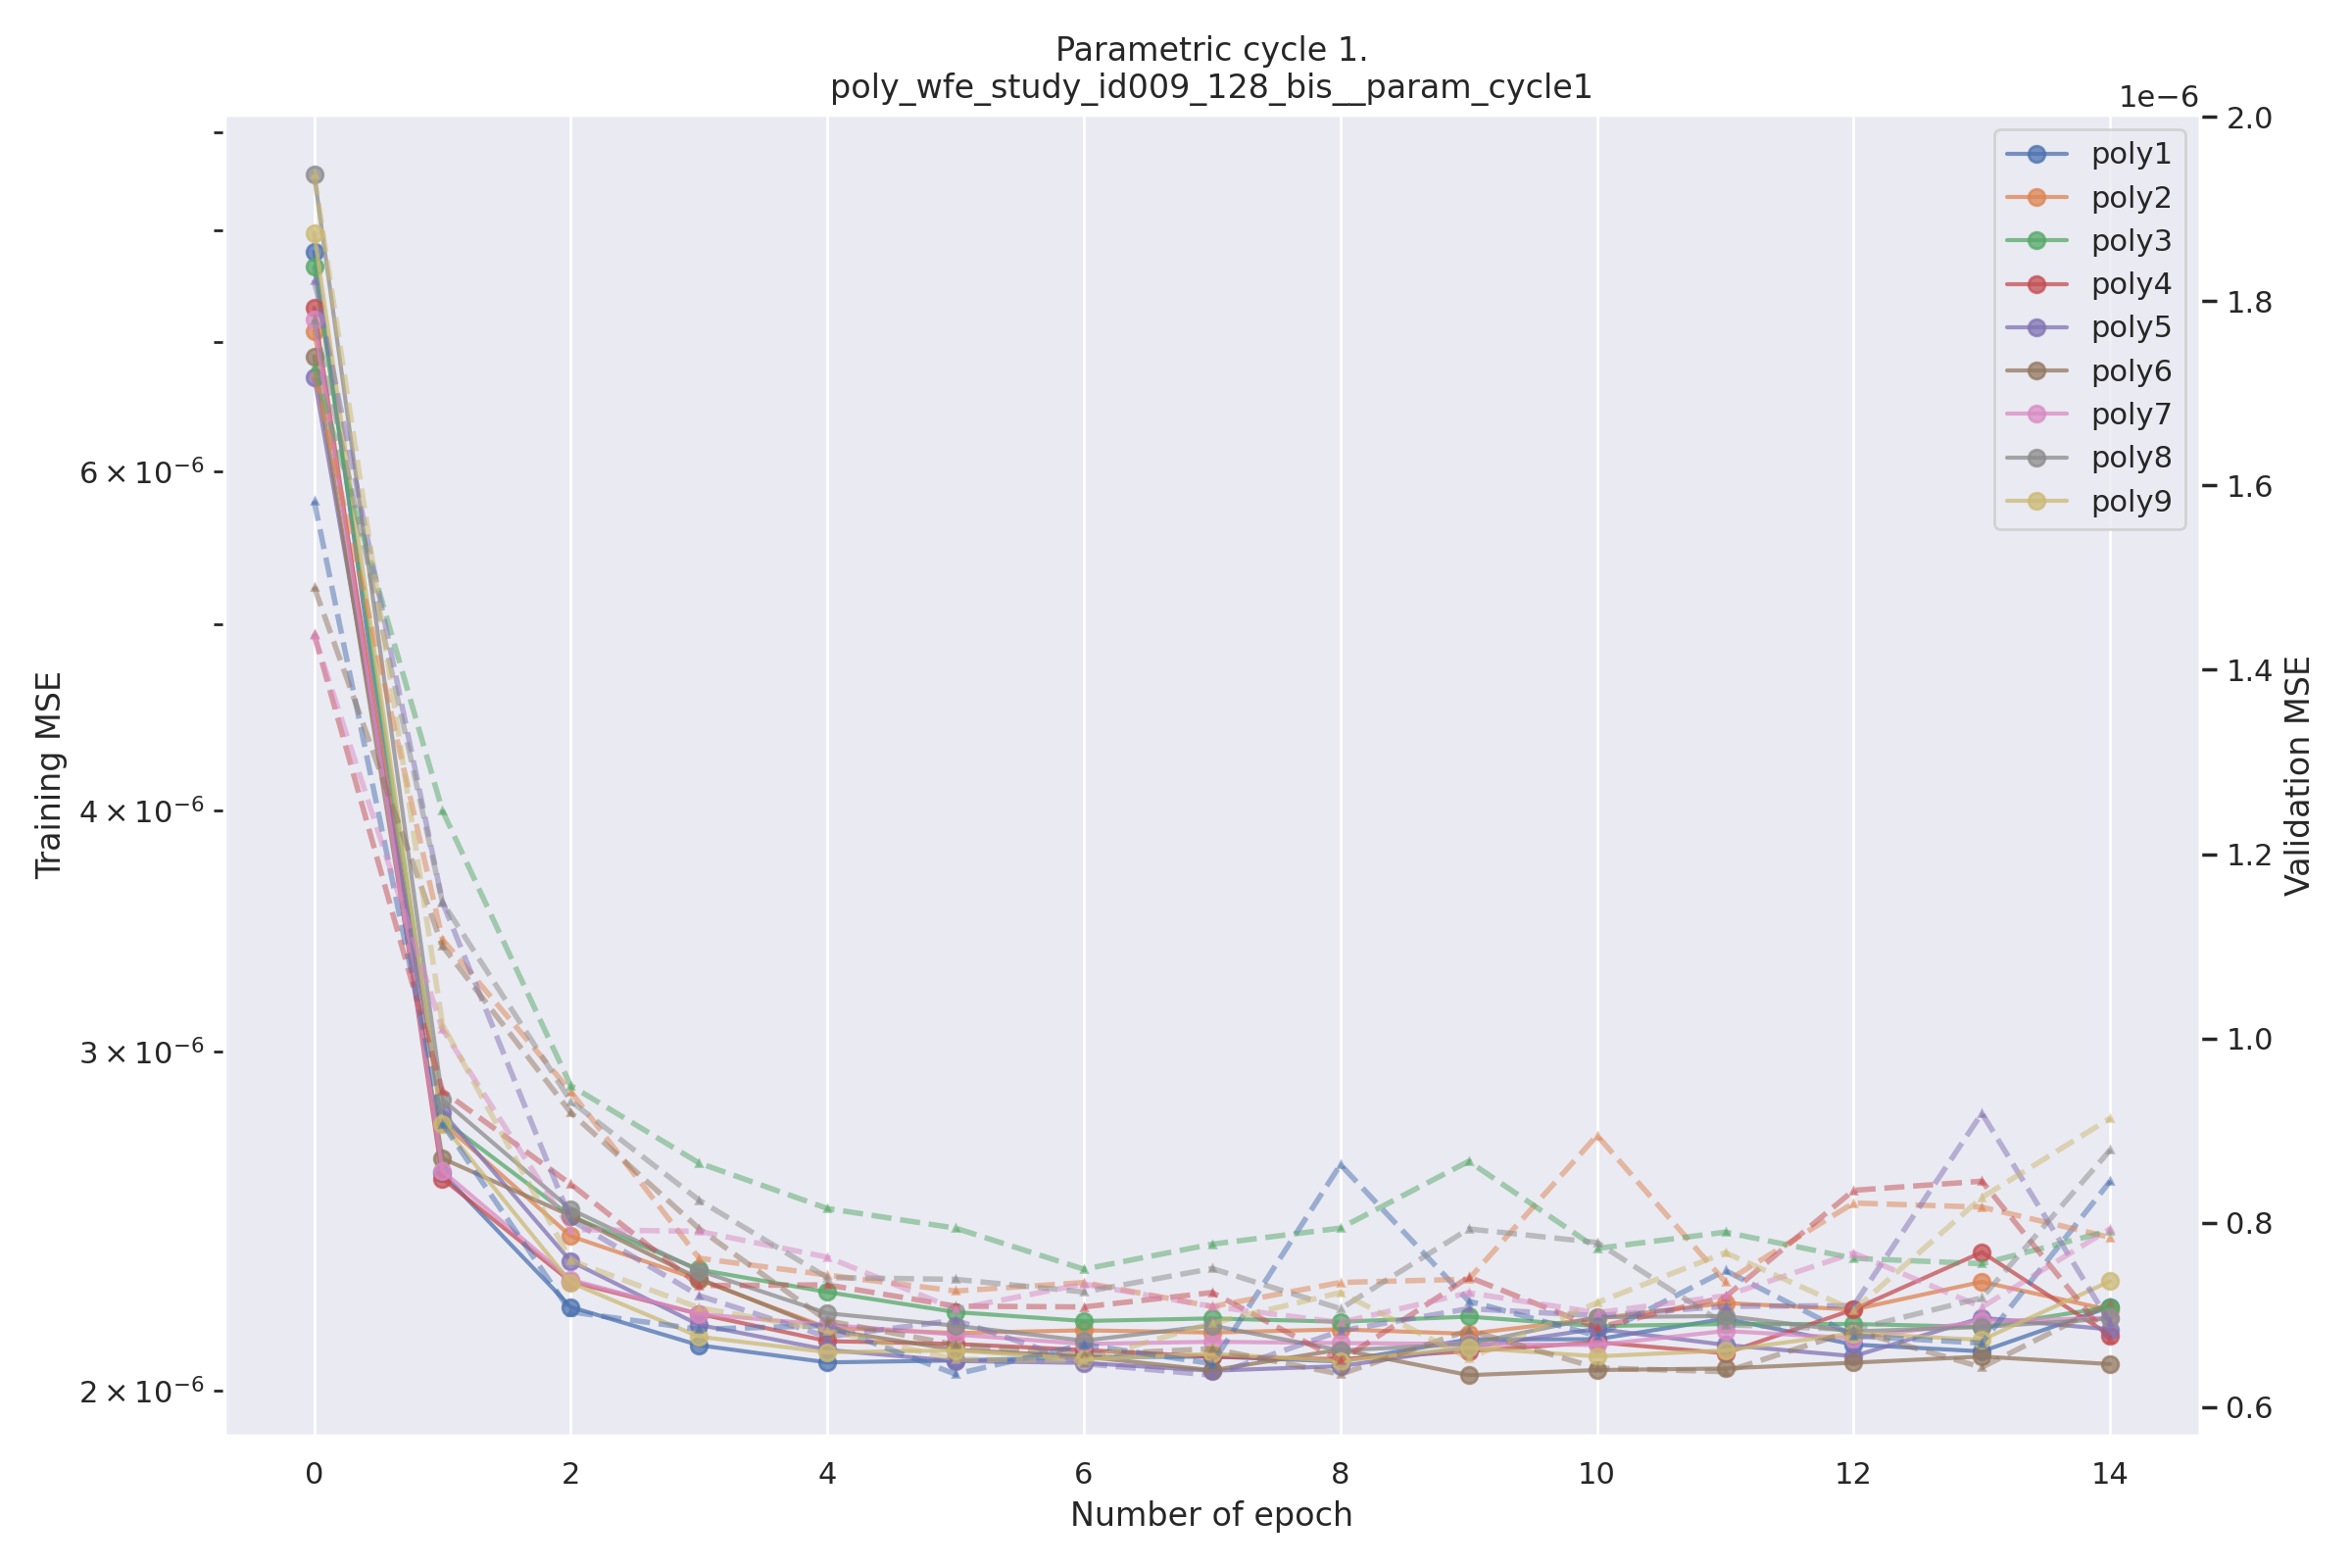 Parametric cycle 1.
poly_wfe_study_id009_128_bis__param_cycle1
1e−6
Training MSE
6 × 10⁻⁶
4 × 10⁻⁶
3 × 10⁻⁶
2 × 10⁻⁶
poly1
poly2
poly3
poly4
poly5
poly6
poly7
poly8
poly9
2.0
1.8
1.6
1.4
1.2
1.0
0.8
0.6
Validation MSE
0 2 4 6 8 10 12 14
Number of epoch